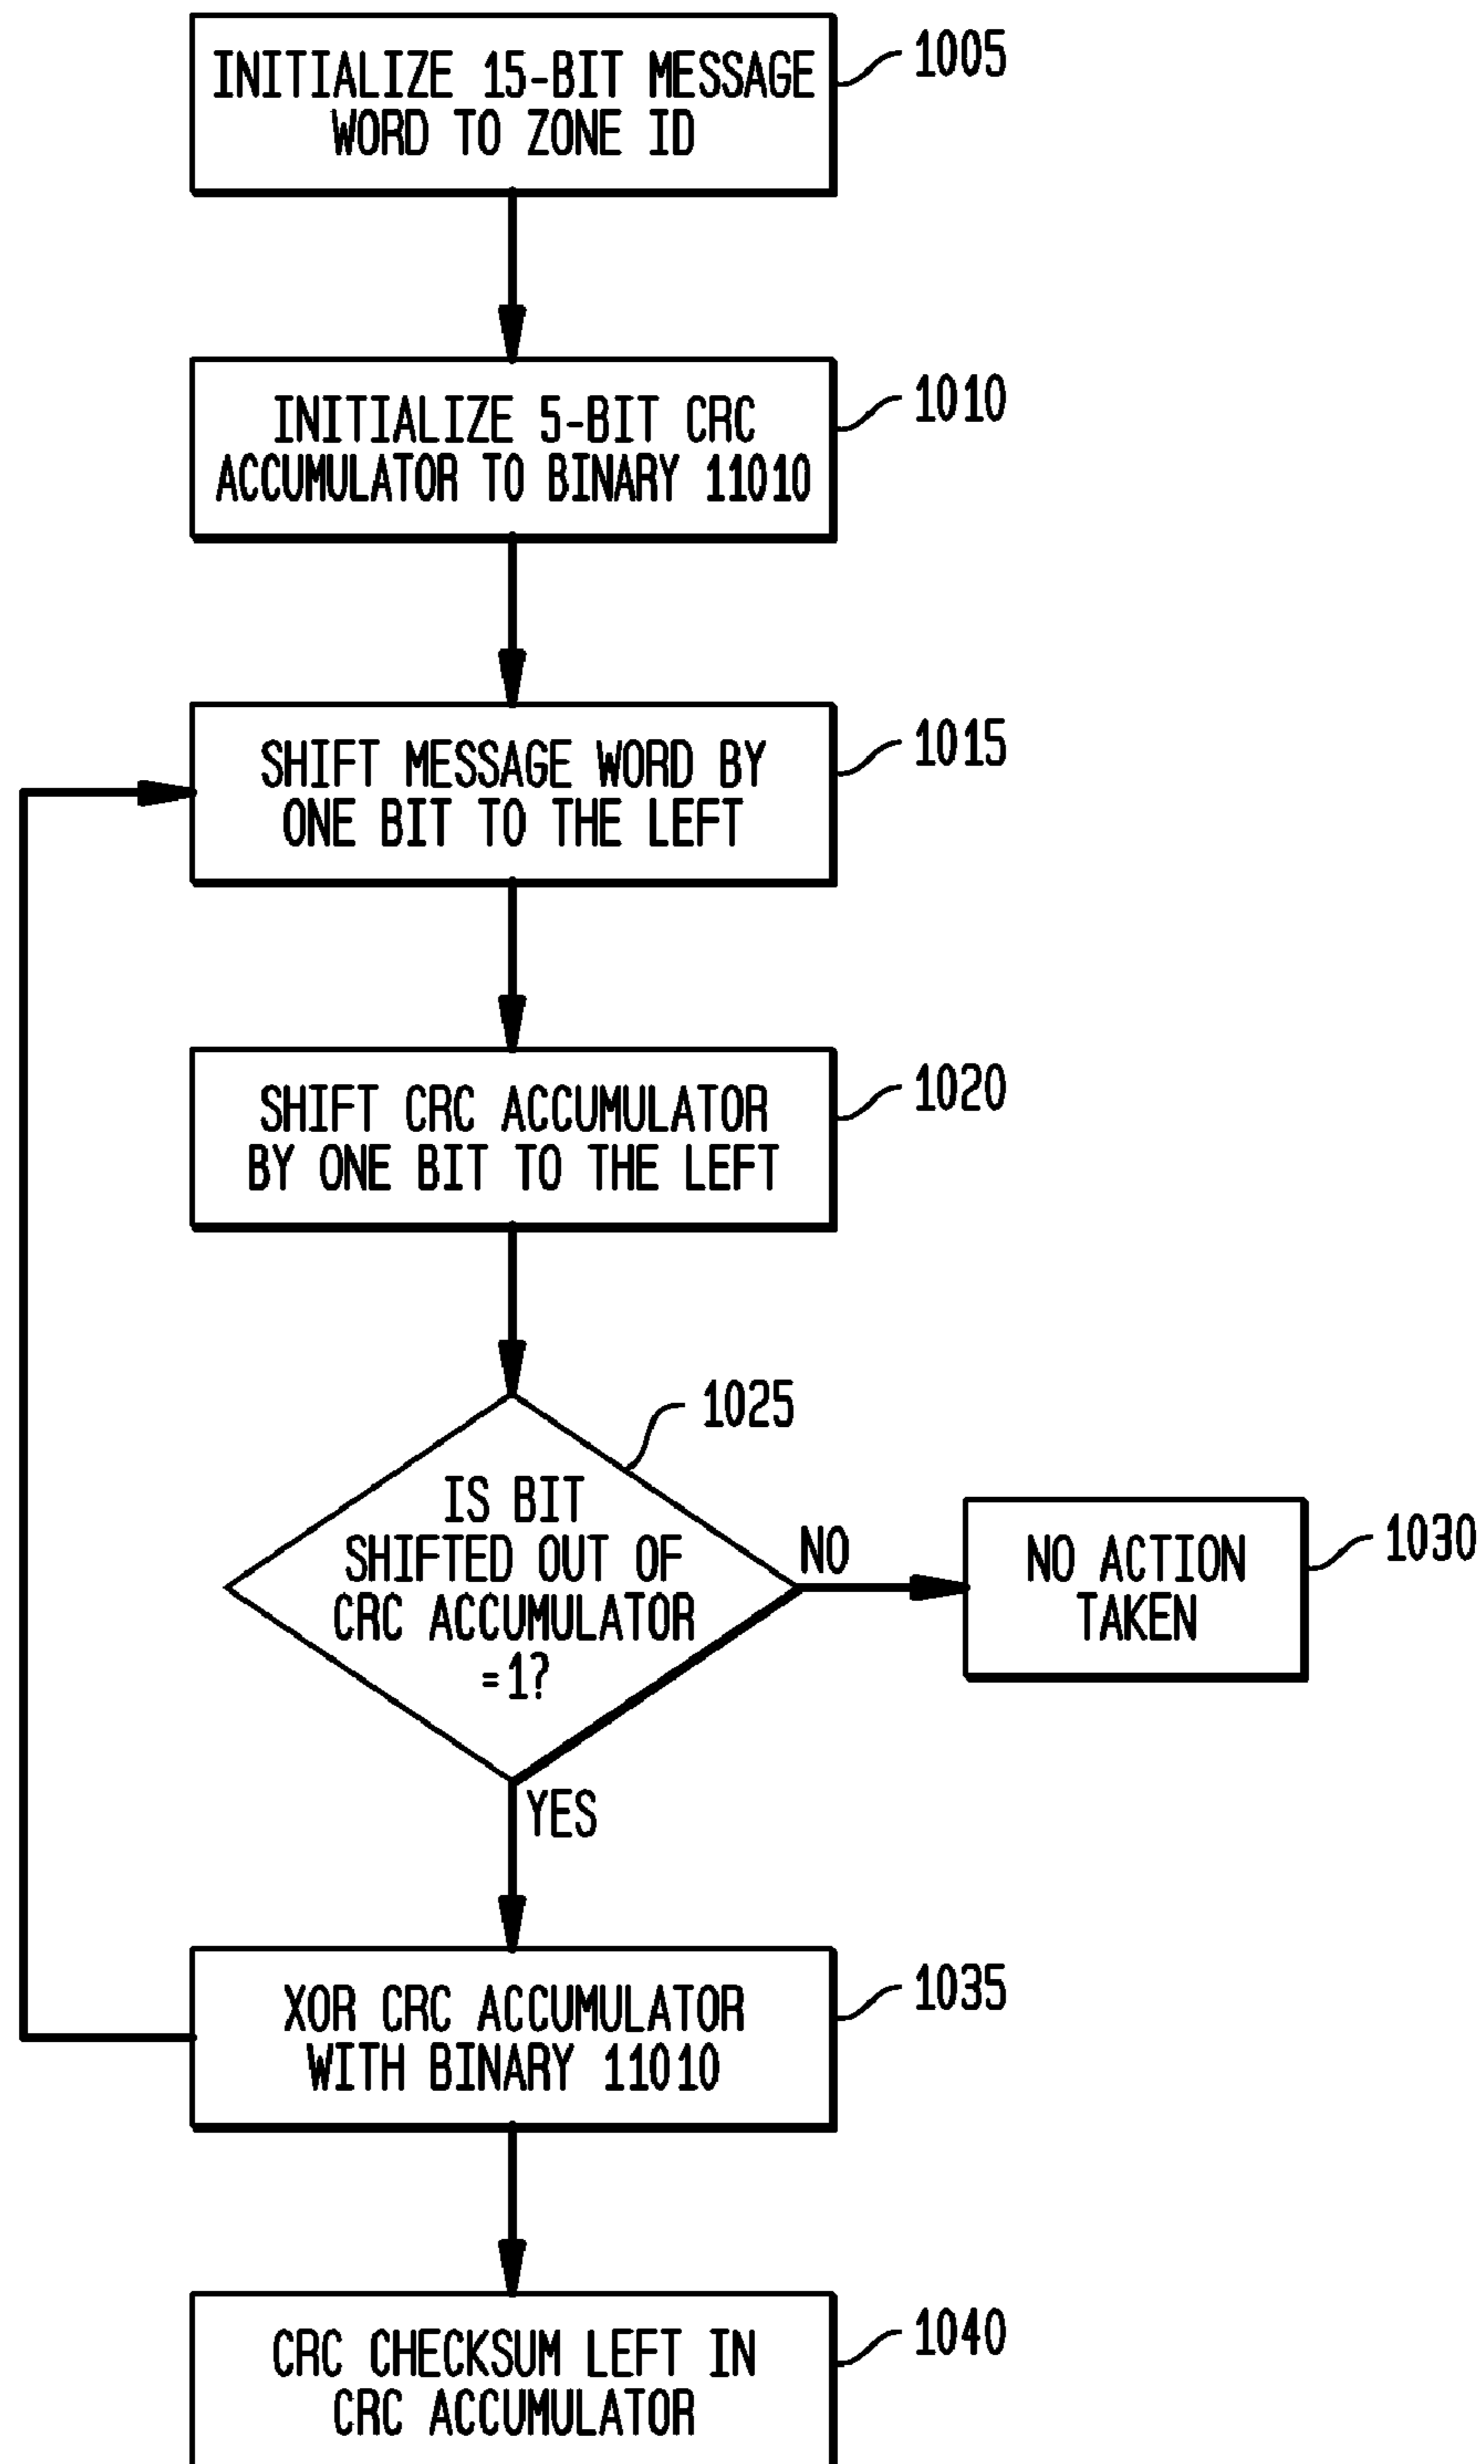 INITIALIZE 15-BIT MESSAGE
WORD TO ZONE ID
1005
INITIALIZE 5-BIT CRC
ACCUMULATOR TO BINARY 11010
1010
SHIFT MESSAGE WORD BY
ONE BIT TO THE LEFT
1015
SHIFT CRC ACCUMULATOR
BY ONE BIT TO THE LEFT
1020
IS BIT
SHIFTED OUT OF
CRC ACCUMULATOR
=1?
1025
NO
NO ACTION
TAKEN
1030
YES
XOR CRC ACCUMULATOR
WITH BINARY 11010
1035
CRC CHECKSUM LEFT IN
CRC ACCUMULATOR
1040